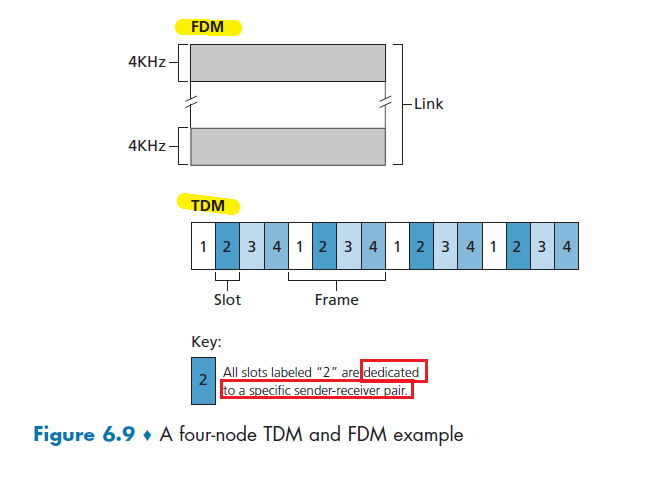 FDM
4KHz
Link
4KHz
TDM
1 2 3 4 1 2 3 4 1 2 3 4 1 2 3 4
Slot Frame
Key:
2 All slots labeled “2” are dedicated
to a specific sender-receiver pair.
Figure 6.9 ♦ A four-node TDM and FDM example